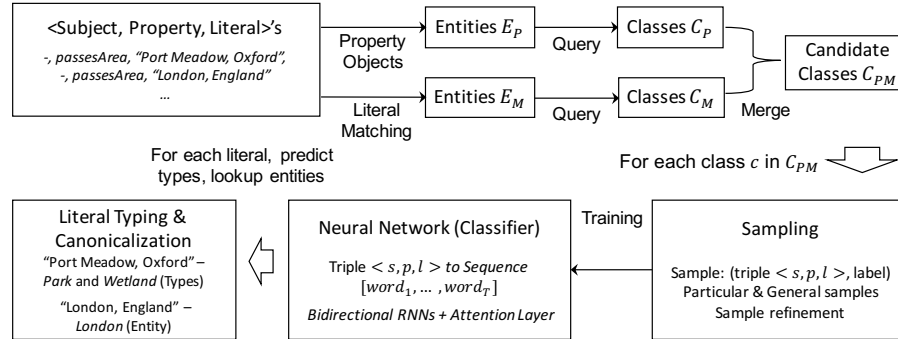 <Subject, Property, Literal>'s
-, passesArea, "Port Meadow, Oxford",
-, passesArea, "London, England"
...
Property
Objects
Entities E_P
Query
Classes C_P
Candidate
Classes C_PM
Literal
Matching
Entities E_M
Query
Classes C_M
Merge
For each literal, predict
types, lookup entities
For each class c in C_PM
Literal Typing &
Canonicalization
"Port Meadow, Oxford" –
Park and Wetland (Types)
"London, England" –
London (Entity)
Neural Network (Classifier)
Triple < s, p, l > to Sequence
[word_1, … , word_T]
Bidirectional RNNs + Attention Layer
Training
Sampling
Sample: (triple < s, p, l >, label)
Particular & General samples
Sample refinement